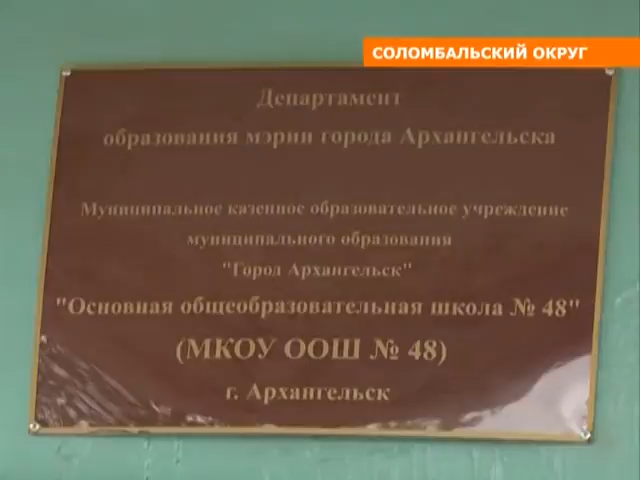 СОЛОМБАЛЬСКИЙ ОКРУГ
Департамент
образования мэрии города Архангельска
Муниципальное казенное образовательное учреждение
муниципального образования
"Город Архангельск"
"Основная общеобразовательная школа № 48"
(МКОУ ООШ № 48)
г. Архангельск